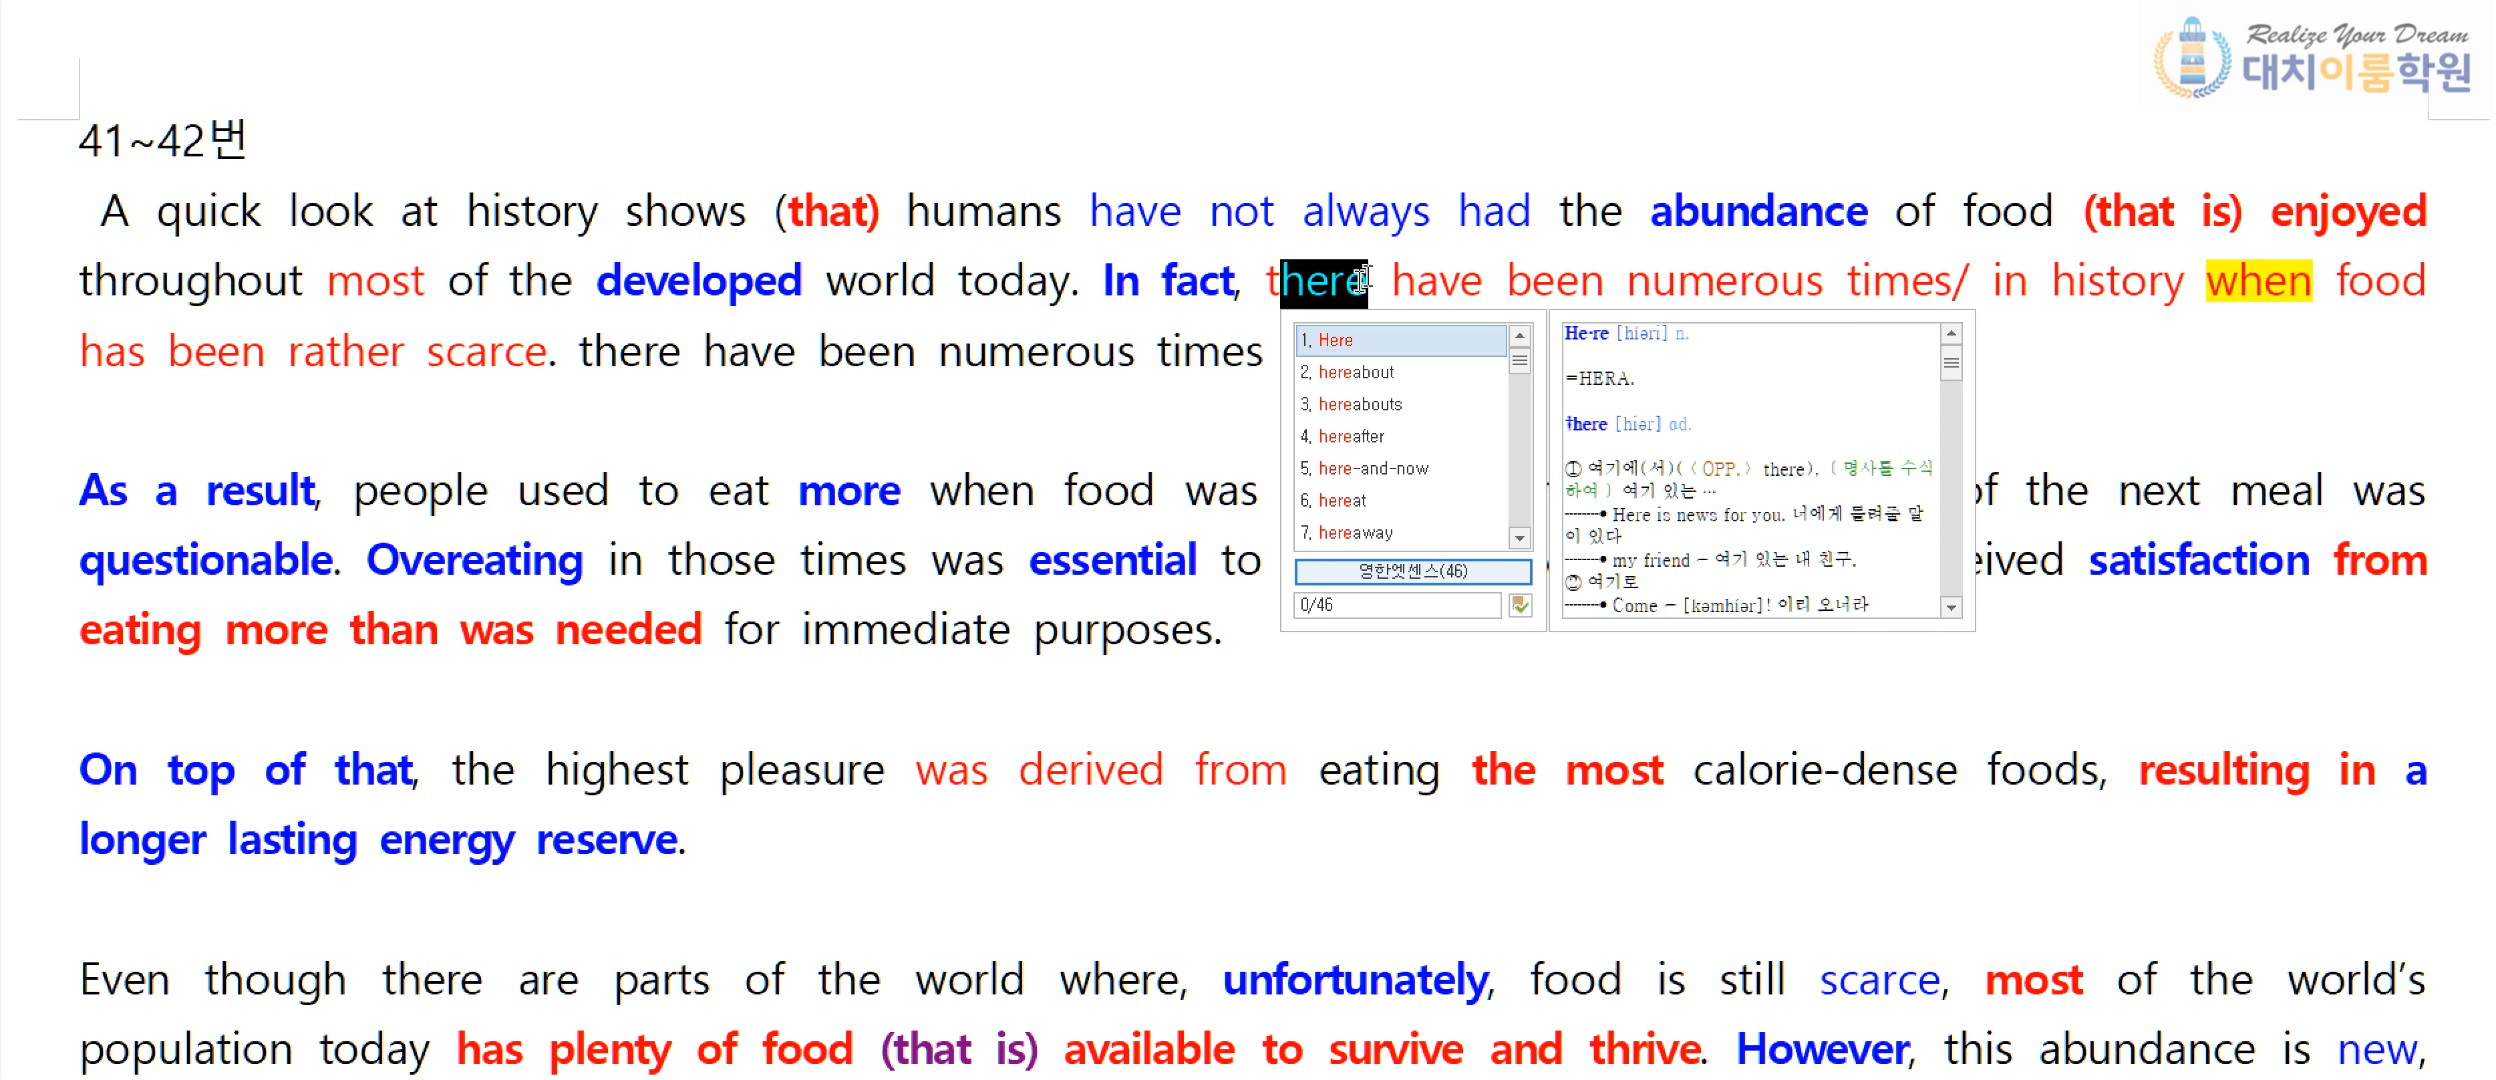 Realize Your Dream
대치이룸학원
41~42번
A quick look at history shows (that) humans have not always had the abundance of food (that is) enjoyed
throughout most of the developed world today. In fact, there have been numerous times/ in history when food
has been rather scarce. there have been numerous times
As a result, people used to eat more when food was of the next meal was
questionable. Overeating in those times was essential to eived satisfaction from
eating more than was needed for immediate purposes.
1, Here
2, hereabout
3, hereabouts
4, hereafter
5, here-and-now
6, hereat
7, hereaway
영한엣센스(46)
0/46
He·re [híəri] n.
=HERA.
†here [hiər] ad.
① 여기에(서)(〈 OPP.〉 there). 〔 명사를 수식
하여 〕 여기 있는 …
--------• Here is news for you. 너에게 들려줄 말
이 있다
--------• my friend - 여기 있는 내 친구.
② 여기로
--------• Come - [kəmhíər]! 이리 오너라
On top of that, the highest pleasure was derived from eating the most calorie-dense foods, resulting in a
longer lasting energy reserve.
Even though there are parts of the world where, unfortunately, food is still scarce, most of the world’s
population today has plenty of food (that is) available to survive and thrive. However, this abundance is new,